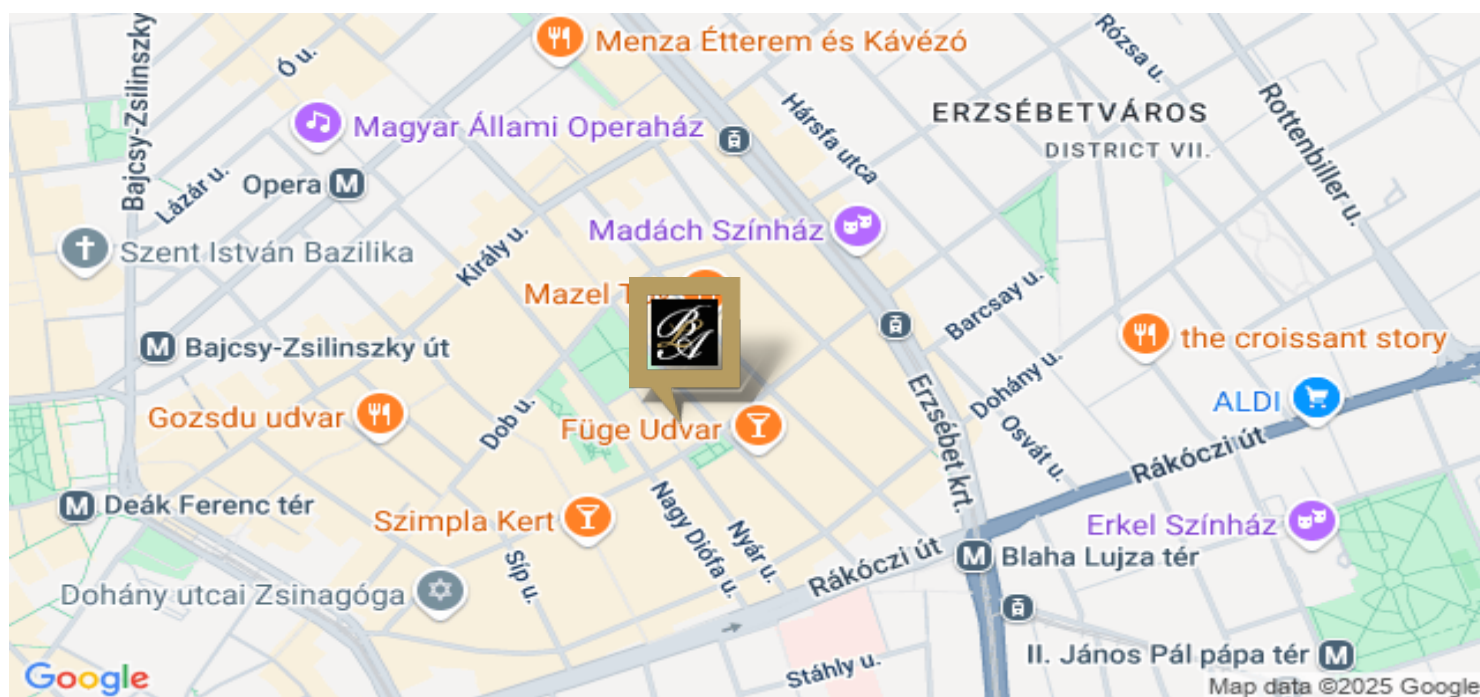 Menza Étterem és Kávézó
Rózsa u.
Ó u.
Bajcsy-Zsilinszky
Rottenbiller u.
Hársfa utca
ERZSÉBETVÁROS
DISTRICT VII.
Magyar Állami Operaház
Opera M
Lázár u.
Madách Színház
Szent István Bazilika
Király u.
Mazel
BA
Barcsay u.
the croissant story
M Bajcsy-Zsilinszky út
Dohány u.
ALDI
Gozsdu udvar
Dob u.
Füge Udvar
Erzsébet krt.
Osvát u.
Rákóczi út
M Deák Ferenc tér
Szimpla Kert
Nagy Diófa u.
Nyár u.
Erkel Színház
Síp u.
Rákóczi út
M Blaha Lujza tér
Dohány utcai Zsinagóga
Stáhly u.
II. János Pál pápa tér M
Google
Map data ©2025 Google